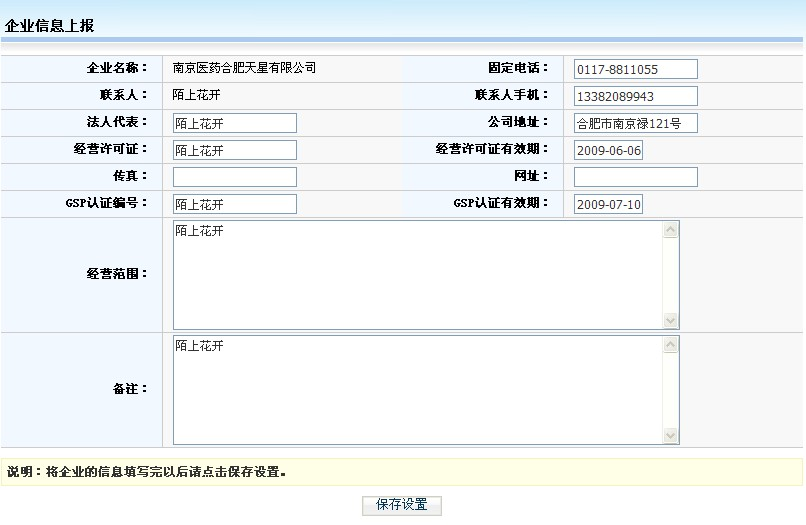 企业信息上报
企业名称： 南京医药合肥天星有限公司 固定电话： 0117-8811055
联系人： 陌上花开 联系人手机： 13382089943
法人代表： 陌上花开 公司地址： 合肥市南京禄121号
经营许可证： 陌上花开 经营许可证有效期： 2009-06-06
传真： 网址：
GSP认证编号： 陌上花开 GSP认证有效期： 2009-07-10
经营范围： 陌上花开
备注： 陌上花开
说明：将企业的信息填写完以后请点击保存设置。
保存设置